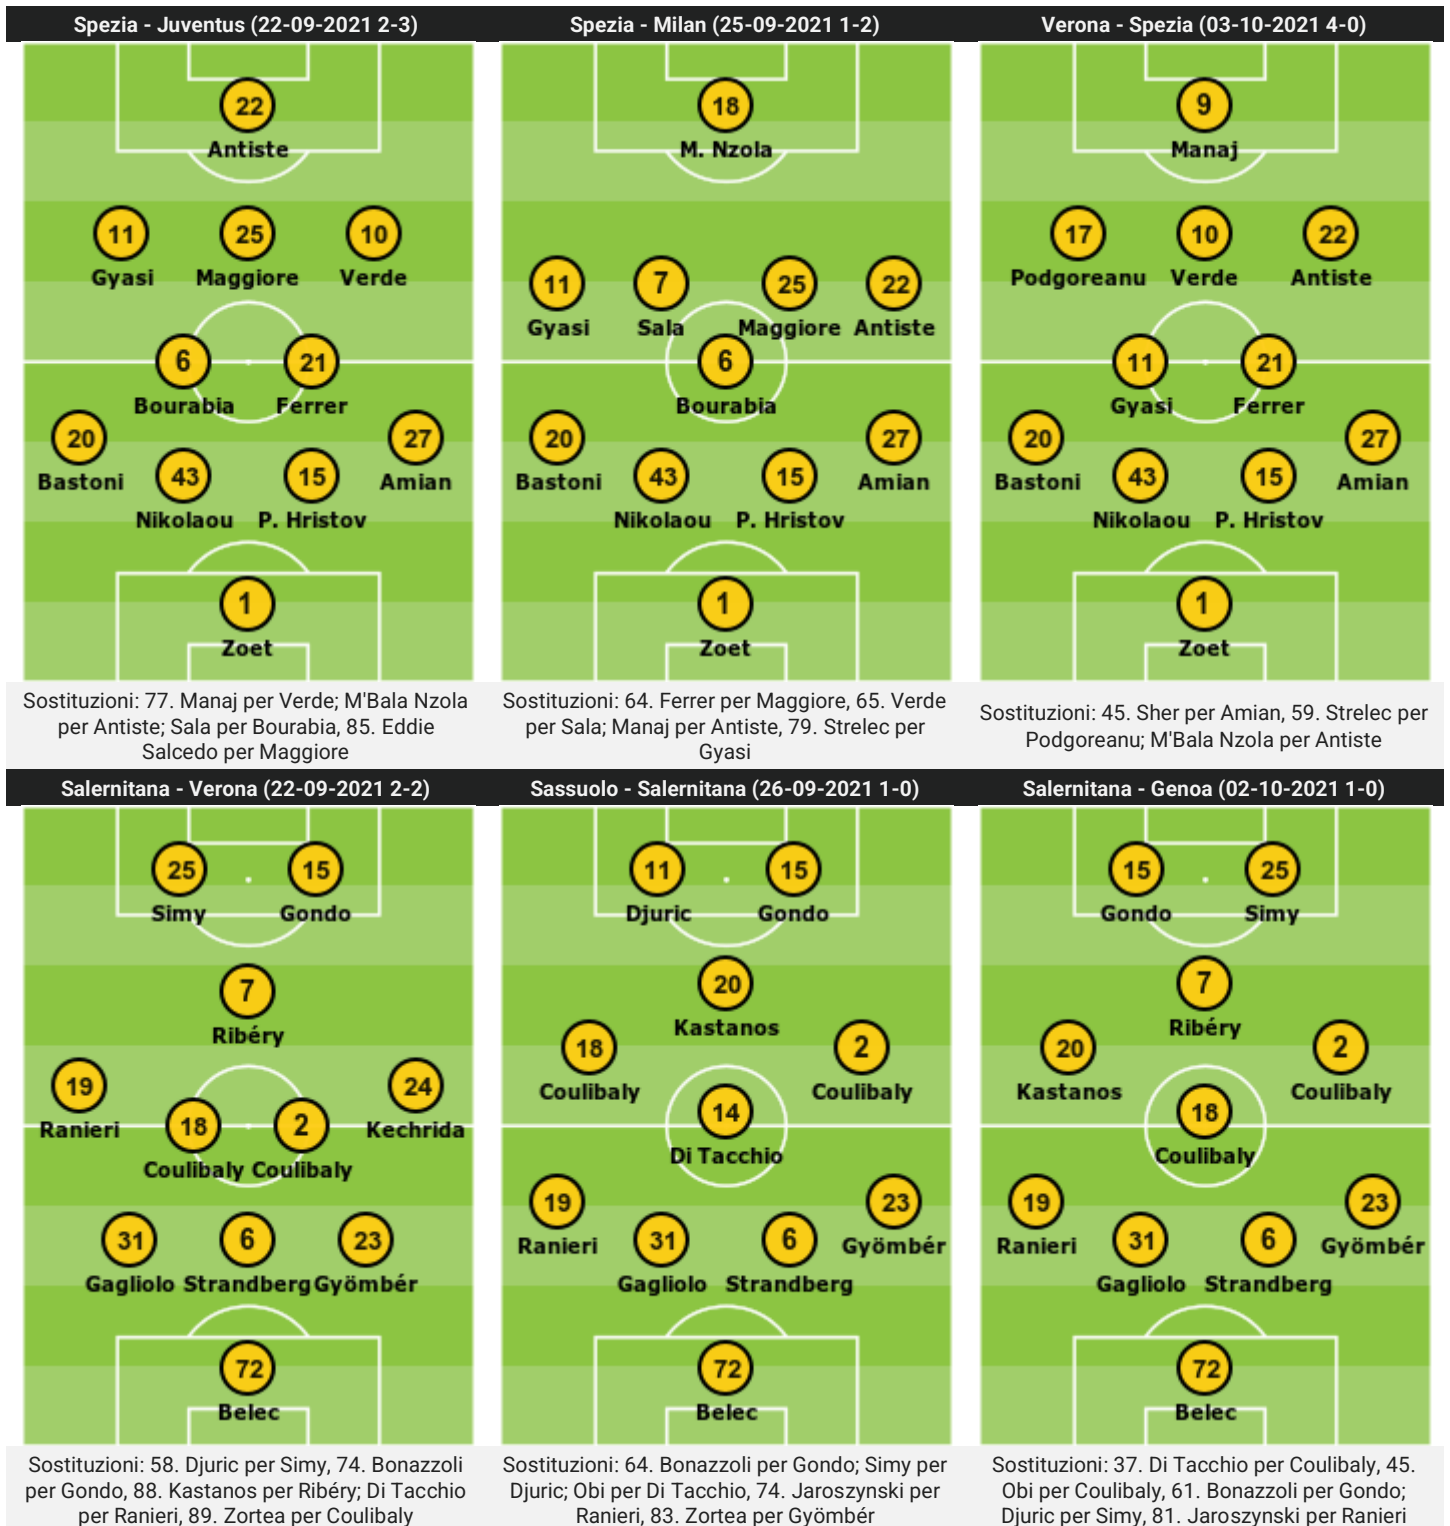 Spezia - Juventus (22-09-2021 2-3)
22
Antiste
11 25 10
Gyasi Maggiore Verde
6 21
Bourabia Ferrer
20 27
Bastoni Amian
43 15
Nikolaou P. Hristov
1
Zoet
Sostituzioni: 77. Manaj per Verde; M'Bala Nzola
per Antiste; Sala per Bourabia, 85. Eddie
Salcedo per Maggiore
Spezia - Milan (25-09-2021 1-2)
18
M. Nzola
11 7 25 22
Gyasi Sala Maggiore Antiste
6
Bourabia
20 27
Bastoni Amian
43 15
Nikolaou P. Hristov
1
Zoet
Sostituzioni: 64. Ferrer per Maggiore, 65. Verde
per Sala; Manaj per Antiste, 79. Strelec per
Gyasi
Verona - Spezia (03-10-2021 4-0)
9
Manaj
17 10 22
Podgoreanu Verde Antiste
11 21
Gyasi Ferrer
20 27
Bastoni Amian
43 15
Nikolaou P. Hristov
1
Zoet
Sostituzioni: 45. Sher per Amian, 59. Strelec per
Podgoreanu; M'Bala Nzola per Antiste
Salernitana - Verona (22-09-2021 2-2)
25 15
Simy Gondo
7
Ribéry
19 24
Ranieri Kechrida
18 2
Coulibaly Coulibaly
31 6 23
Gagliolo Strandberg Gyömbér
72
Belec
Sostituzioni: 58. Djuric per Simy, 74. Bonazzoli
per Gondo, 88. Kastanos per Ribéry; Di Tacchio
per Ranieri, 89. Zortea per Coulibaly
Sassuolo - Salernitana (26-09-2021 1-0)
11 15
Djuric Gondo
20
Kastanos
18 2
Coulibaly Coulibaly
14
Di Tacchio
19 23
Ranieri Gyömbér
31 6
Gagliolo Strandberg
72
Belec
Sostituzioni: 64. Bonazzoli per Gondo; Simy per
Djuric; Obi per Di Tacchio, 74. Jaroszynski per
Ranieri, 83. Zortea per Gyömbér
Salernitana - Genoa (02-10-2021 1-0)
15 25
Gondo Simy
7
Ribéry
20 2
Kastanos Coulibaly
18
Coulibaly
19 23
Ranieri Gyömbér
31 6
Gagliolo Strandberg
72
Belec
Sostituzioni: 37. Di Tacchio per Coulibaly, 45.
Obi per Coulibaly, 61. Bonazzoli per Gondo;
Djuric per Simy, 81. Jaroszynski per Ranieri